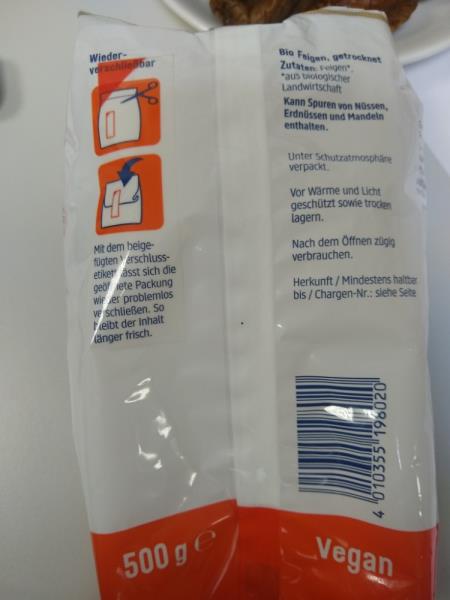 Wieder-
verschließbar
Mit dem beige-
fügten Verschluss-
etikett lässt sich die
geöffnete Packung
wieder problemlos
verschließen. So
bleibt der Inhalt
länger frisch.
Bio Feigen, getrocknet
Zutaten: Feigen*.
*aus biologischer
Landwirtschaft
Kann Spuren von Nüssen,
Erdnüssen und Mandeln
enthalten.
Unter Schutzatmosphäre
verpackt.
Vor Wärme und Licht
geschützt sowie trocken
lagern.
Nach dem Öffnen zügig
verbrauchen.
Herkunft / Mindestens haltbar
bis / Chargen-Nr.: siehe Seite
4 010355 196020
500 g ℮
Vegan